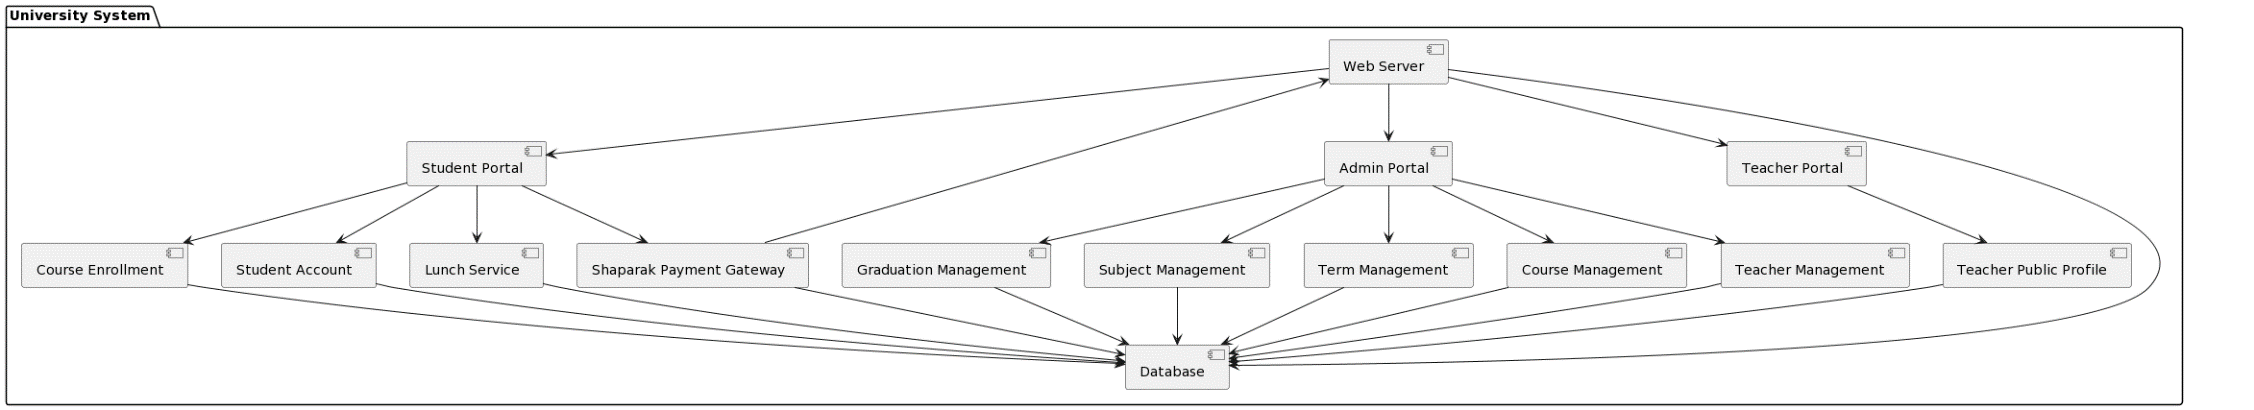 University System
Web Server
Student Portal
Admin Portal
Teacher Portal
Course Enrollment
Student Account
Lunch Service
Shaparak Payment Gateway
Graduation Management
Subject Management
Term Management
Course Management
Teacher Management
Teacher Public Profile
Database